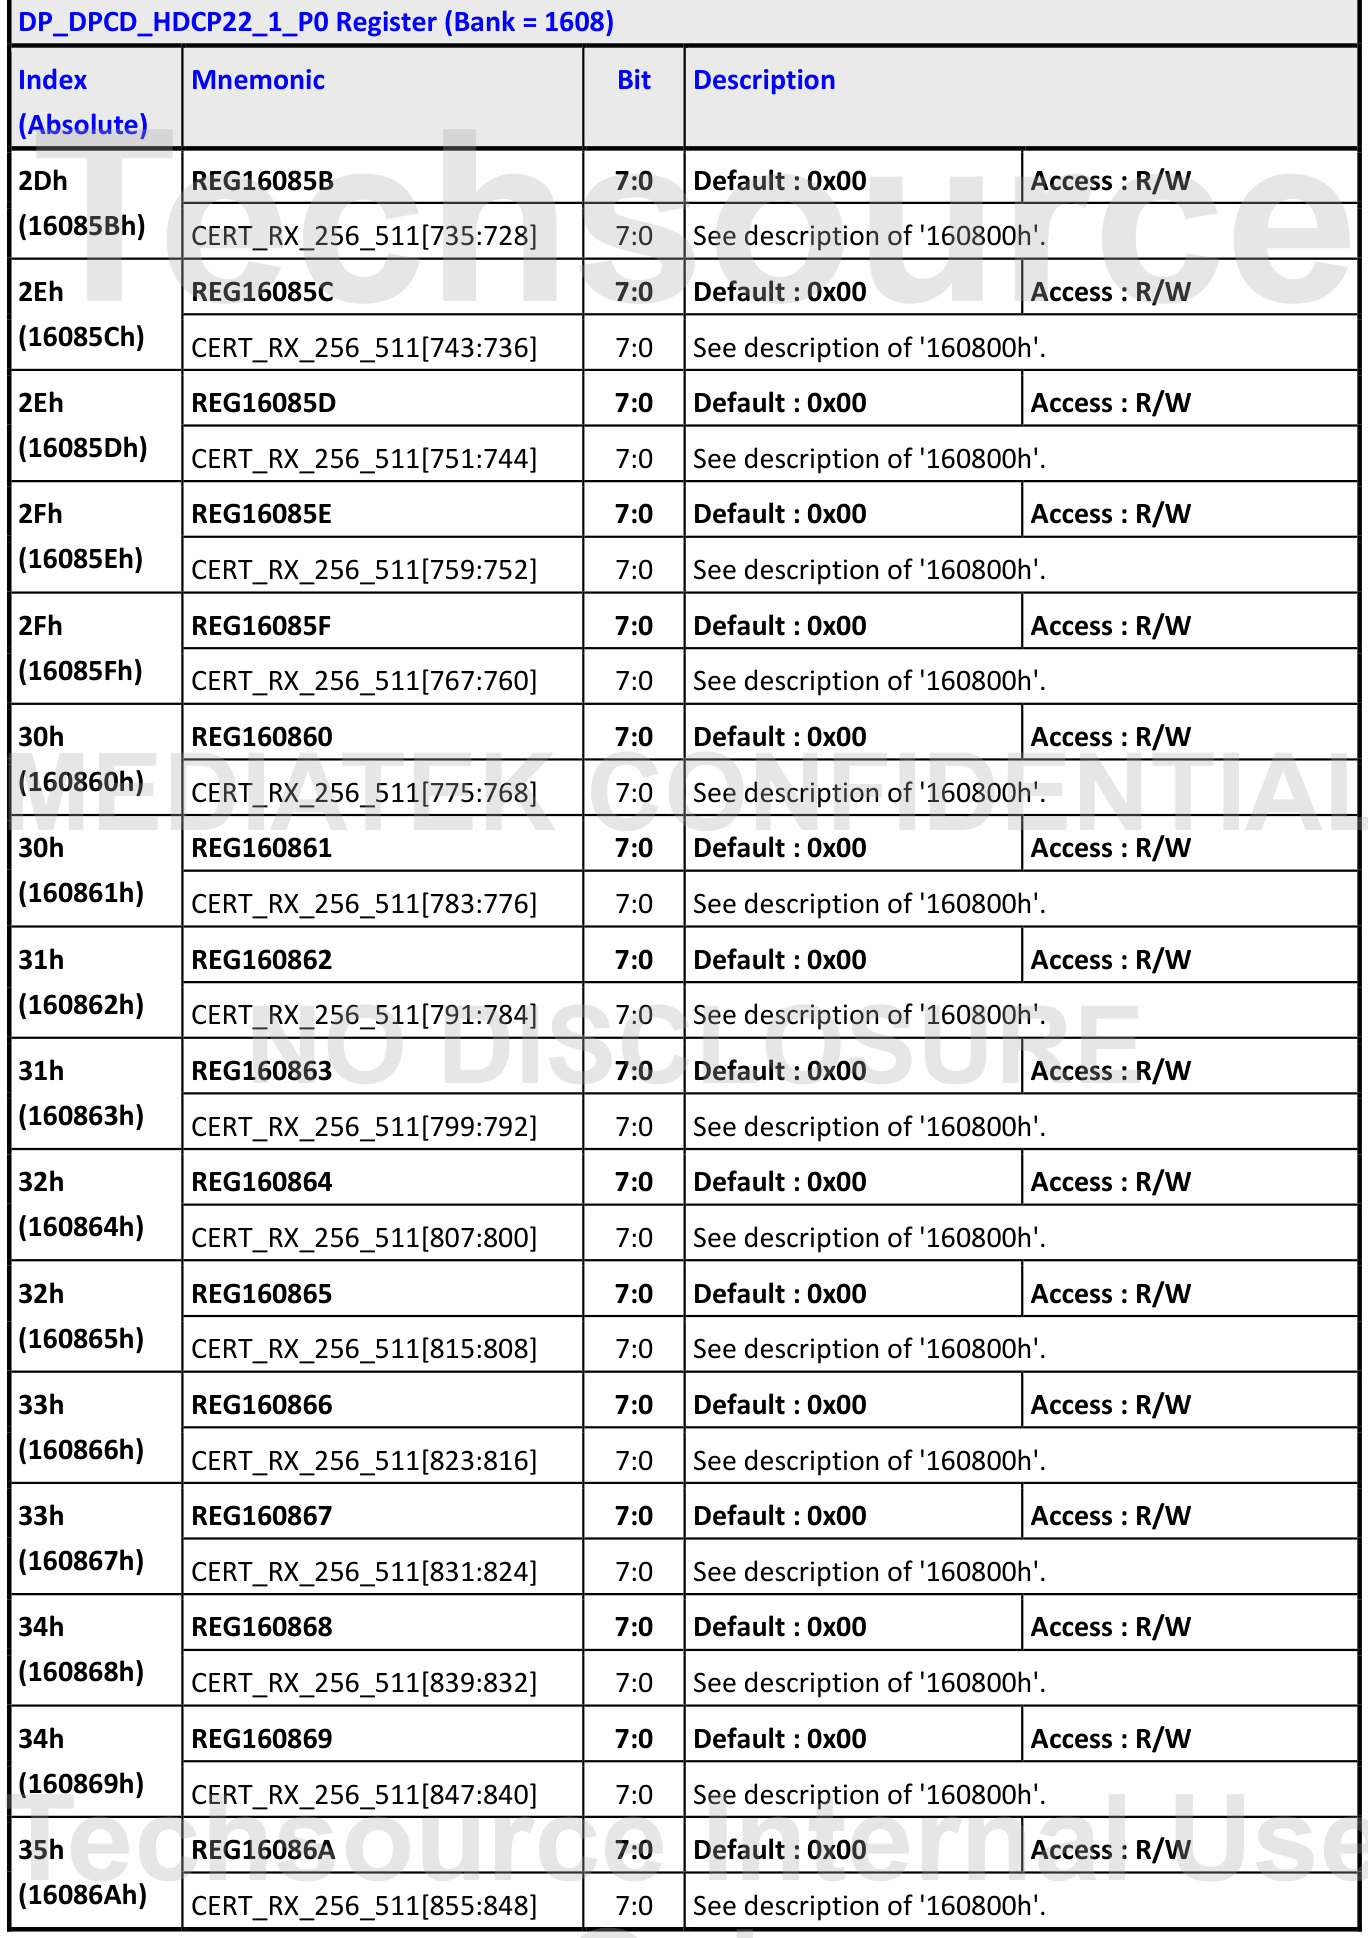 DP_DPCD_HDCP22_1_P0 Register (Bank = 1608)
Index (Absolute) Mnemonic Bit Description
2Dh (16085Bh) REG16085B 7:0 Default : 0x00 Access : R/W
CERT_RX_256_511[735:728] 7:0 See description of '160800h'.
2Eh (16085Ch) REG16085C 7:0 Default : 0x00 Access : R/W
CERT_RX_256_511[743:736] 7:0 See description of '160800h'.
2Eh (16085Dh) REG16085D 7:0 Default : 0x00 Access : R/W
CERT_RX_256_511[751:744] 7:0 See description of '160800h'.
2Fh (16085Eh) REG16085E 7:0 Default : 0x00 Access : R/W
CERT_RX_256_511[759:752] 7:0 See description of '160800h'.
2Fh (16085Fh) REG16085F 7:0 Default : 0x00 Access : R/W
CERT_RX_256_511[767:760] 7:0 See description of '160800h'.
30h (160860h) REG160860 7:0 Default : 0x00 Access : R/W
CERT_RX_256_511[775:768] 7:0 See description of '160800h'.
30h (160861h) REG160861 7:0 Default : 0x00 Access : R/W
CERT_RX_256_511[783:776] 7:0 See description of '160800h'.
31h (160862h) REG160862 7:0 Default : 0x00 Access : R/W
CERT_RX_256_511[791:784] 7:0 See description of '160800h'.
31h (160863h) REG160863 7:0 Default : 0x00 Access : R/W
CERT_RX_256_511[799:792] 7:0 See description of '160800h'.
32h (160864h) REG160864 7:0 Default : 0x00 Access : R/W
CERT_RX_256_511[807:800] 7:0 See description of '160800h'.
32h (160865h) REG160865 7:0 Default : 0x00 Access : R/W
CERT_RX_256_511[815:808] 7:0 See description of '160800h'.
33h (160866h) REG160866 7:0 Default : 0x00 Access : R/W
CERT_RX_256_511[823:816] 7:0 See description of '160800h'.
33h (160867h) REG160867 7:0 Default : 0x00 Access : R/W
CERT_RX_256_511[831:824] 7:0 See description of '160800h'.
34h (160868h) REG160868 7:0 Default : 0x00 Access : R/W
CERT_RX_256_511[839:832] 7:0 See description of '160800h'.
34h (160869h) REG160869 7:0 Default : 0x00 Access : R/W
CERT_RX_256_511[847:840] 7:0 See description of '160800h'.
35h (16086Ah) REG16086A 7:0 Default : 0x00 Access : R/W
CERT_RX_256_511[855:848] 7:0 See description of '160800h'.
Techsource
MEDIATEK CONFIDENTIAL
NO DISCLOSURE
Techsource Internal Use